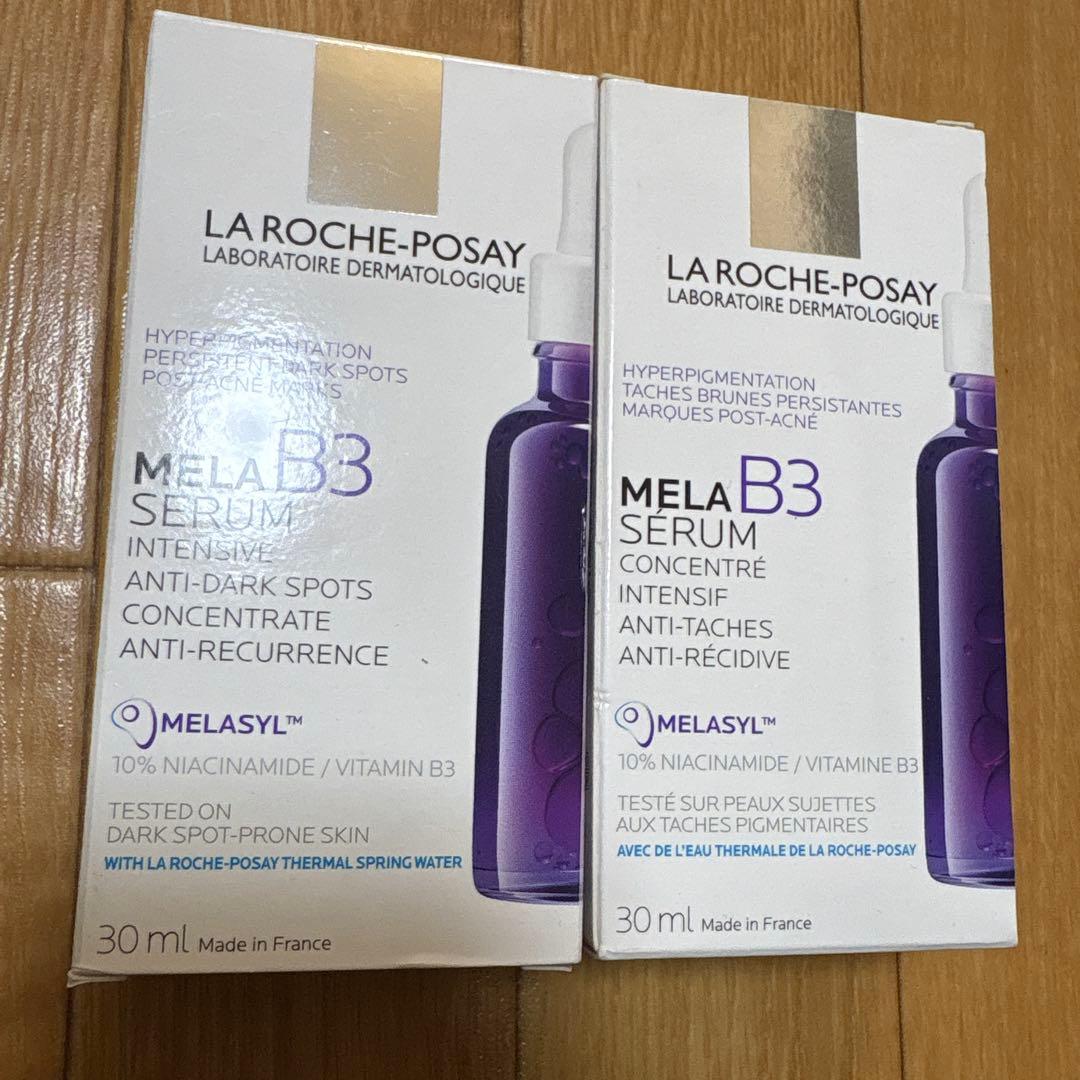 LA ROCHE-POSAY
LABORATOIRE DERMATOLOGIQUE
HYPERPIGMENTATION
PERSISTENT DARK SPOTS
POST-ACNÉ MARKS
MELA B3
SERUM
INTENSIVE
ANTI-DARK SPOTS
CONCENTRATE
ANTI-RECURRENCE
MELASYL™
10% NIACINAMIDE / VITAMIN B3
TESTED ON
DARK SPOT-PRONE SKIN
WITH LA ROCHE-POSAY THERMAL SPRING WATER
30 ml Made in France
LA ROCHE-POSAY
LABORATOIRE DERMATOLOGIQUE
HYPERPIGMENTATION
TACHES BRUNES PERSISTANTES
MARQUES POST-ACNÉ
MELA B3
SÉRUM
CONCENTRÉ
INTENSIF
ANTI-TACHES
ANTI-RÉCIDIVE
MELASYL™
10% NIACINAMIDE / VITAMINE B3
TESTÉ SUR PEAUX SUJETTES
AUX TACHES PIGMENTAIRES
AVEC DE L'EAU THERMALE DE LA ROCHE-POSAY
30 ml Made in France